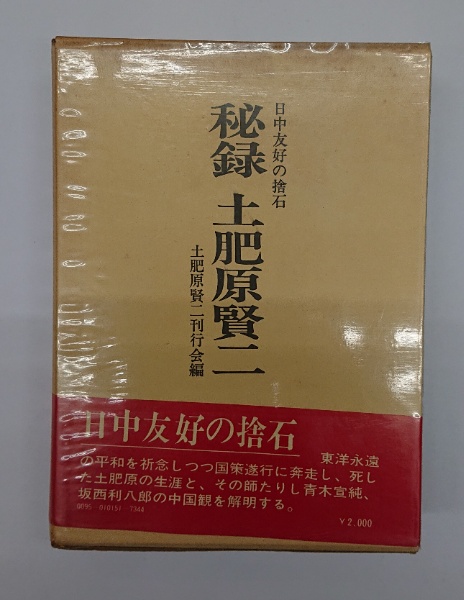 日中友好の捨石
秘録 土肥原賢二
土肥原賢二刊行会編
日中友好の捨石 東洋永遠
の平和を祈念しつつ国策遂行に奔走し、死し
た土肥原の生涯と、その師たりし青木宣純、
坂西利八郎の中国観を解明する。
0095-010151-7344
¥2.000